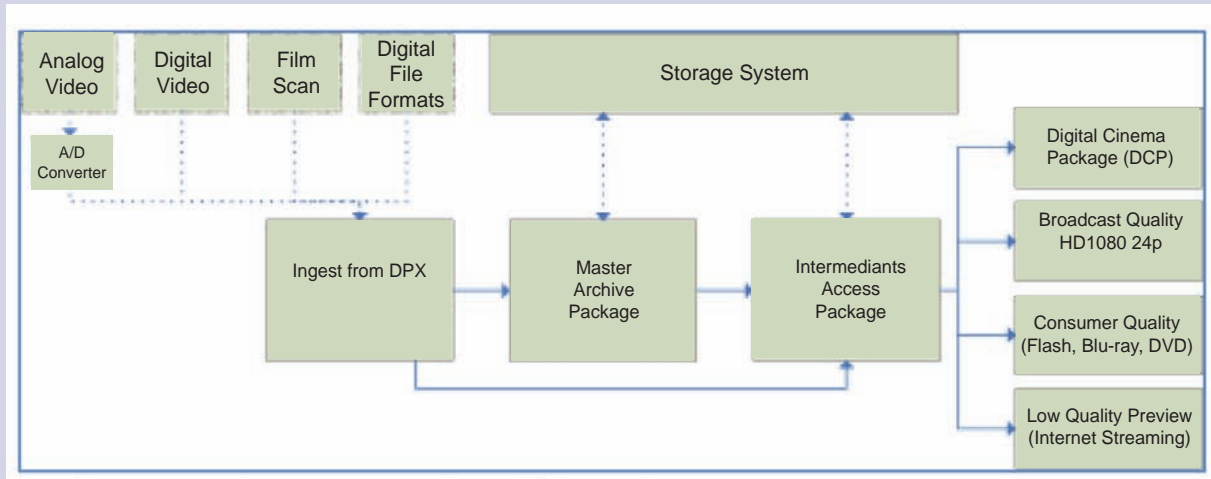 Analog
Video
Digital
Video
Film
Scan
Digital
File
Formats
Storage System
A/D
Converter
Ingest from DPX
Master
Archive
Package
Intermediants
Access
Package
Digital Cinema
Package (DCP)
Broadcast Quality
HD1080 24p
Consumer Quality
(Flash, Blu-ray, DVD)
Low Quality Preview
(Internet Streaming)